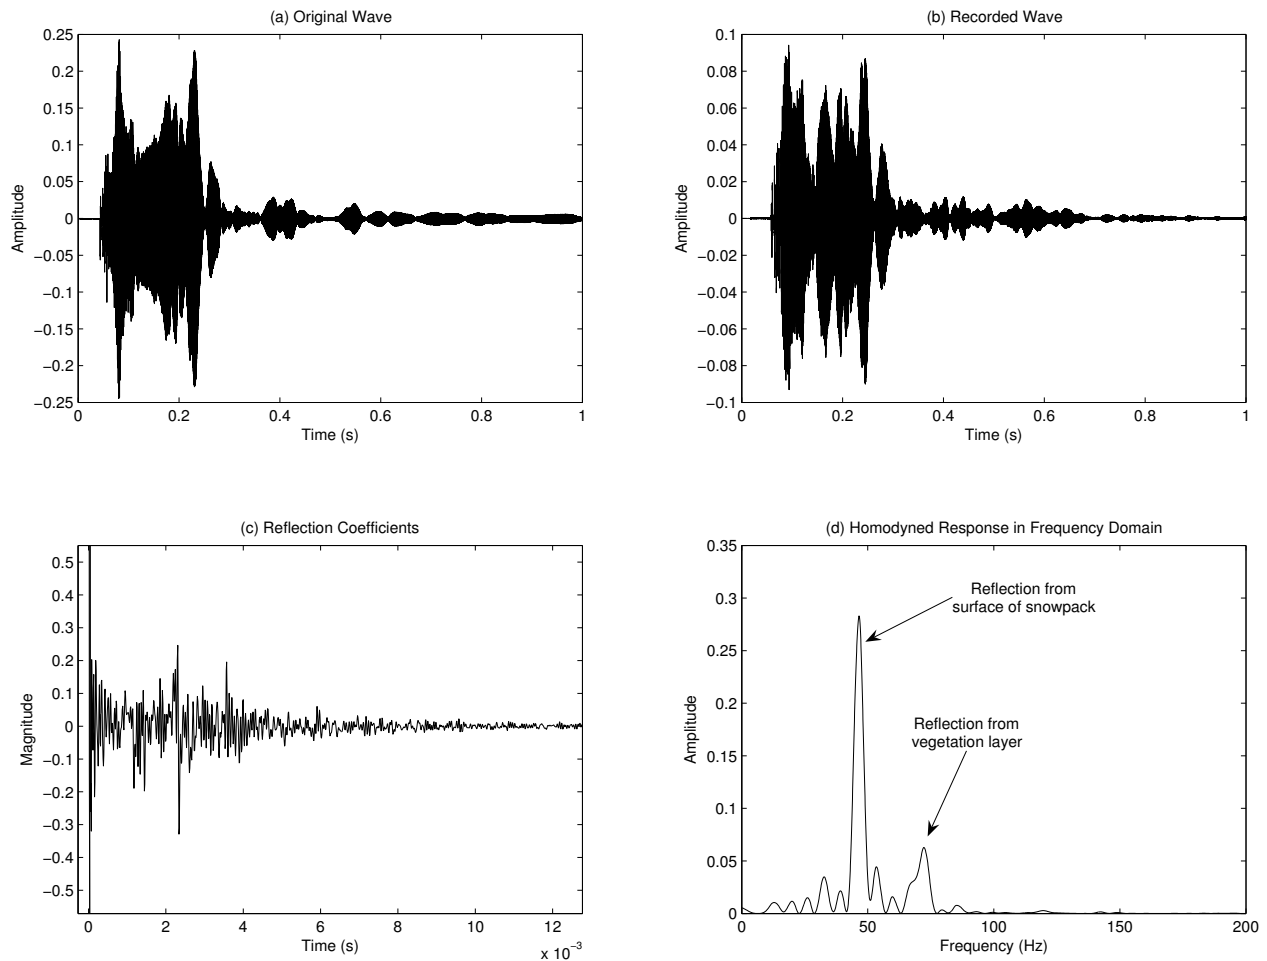 (a) Original Wave
0.25
0.2
0.15
0.1
0.05
0
−0.05
−0.1
−0.15
−0.2
−0.25
Amplitude
0 0.2 0.4 0.6 0.8 1
Time (s)
(b) Recorded Wave
0.1
0.08
0.06
0.04
0.02
0
−0.02
−0.04
−0.06
−0.08
−0.1
Amplitude
0 0.2 0.4 0.6 0.8 1
Time (s)
(c) Reflection Coefficients
0.5
0.4
0.3
0.2
0.1
0
−0.1
−0.2
−0.3
−0.4
−0.5
Magnitude
0 2 4 6 8 10 12
Time (s)
x 10⁻³
(d) Homodyned Response in Frequency Domain
0.35
0.3
0.25
0.2
0.15
0.1
0.05
0
Amplitude
Reflection from
surface of snowpack
Reflection from
vegetation layer
0 50 100 150 200
Frequency (Hz)